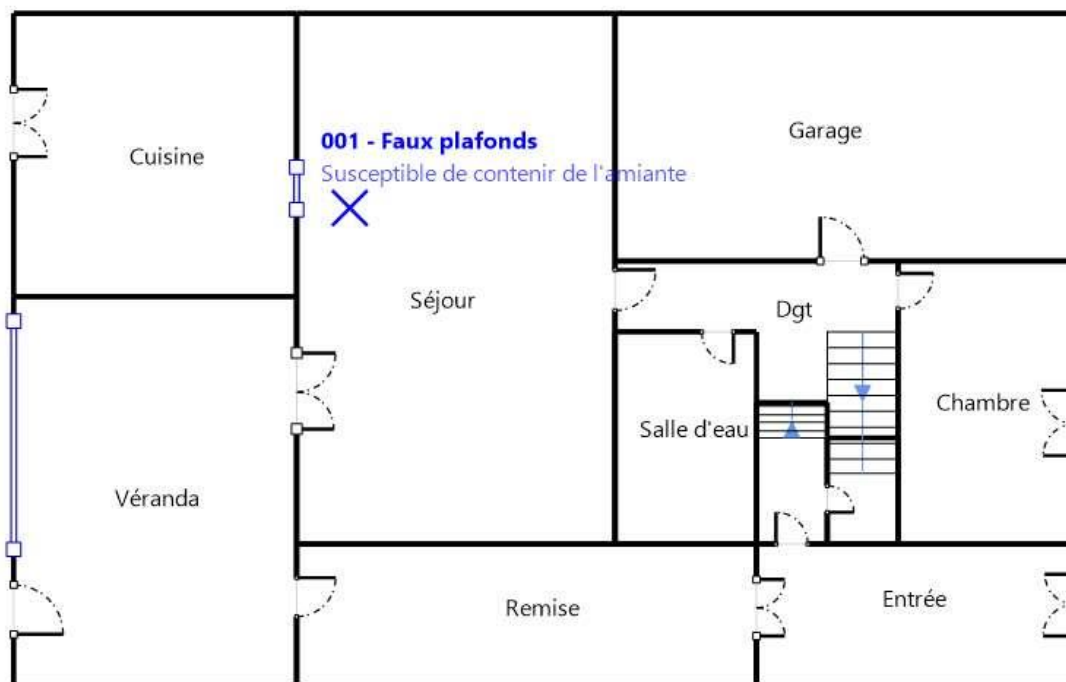 Garage
001 - Faux plafonds
Cuisine
Susceptible de contenir de l'amiante
Séjour
Dgt
Chambre
Salle d'eau
Véranda
Remise
Entrée